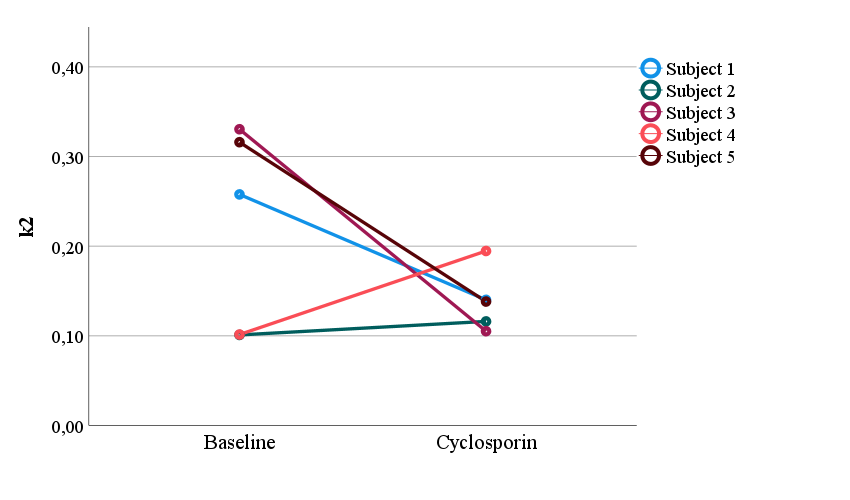 0,40
0,30
0,20
0,10
0,00
k2
Baseline
Cyclosporin
Subject 1
Subject 2
Subject 3
Subject 4
Subject 5